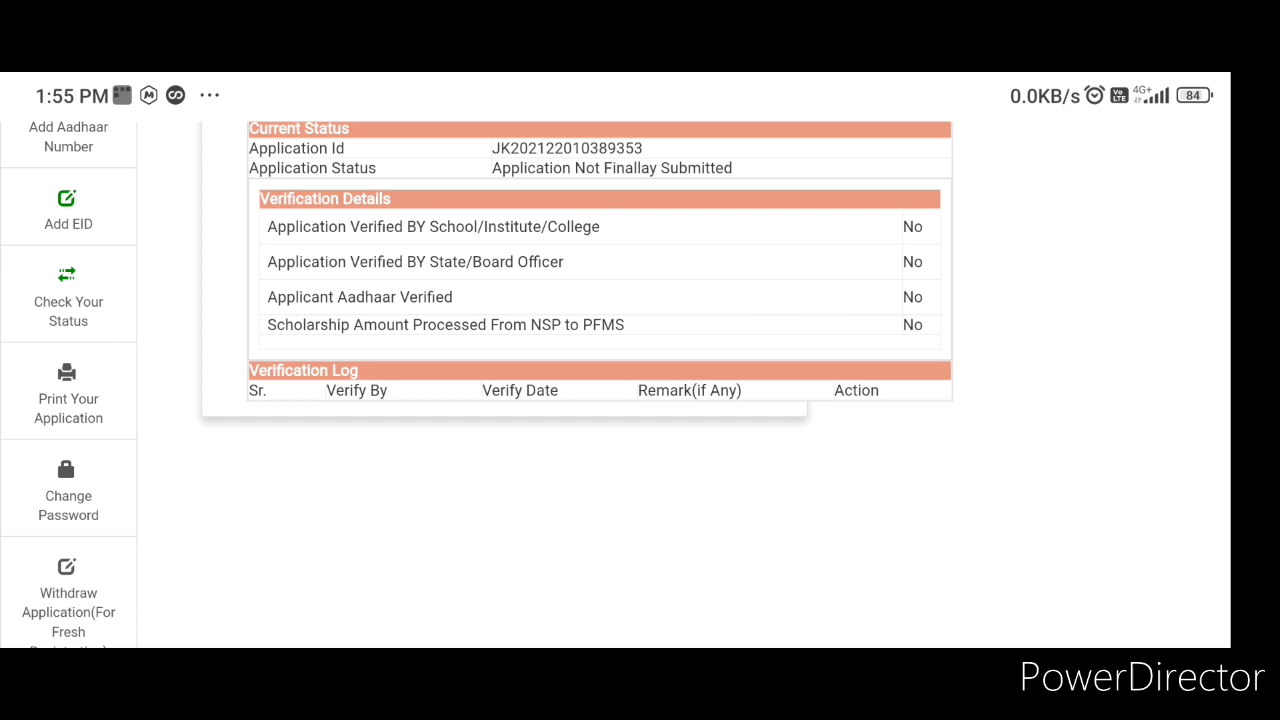 1:55 PM
0.0KB/s
Vo LTE
4G+
84
Add Aadhaar
Number
Add EID
Check Your
Status
Print Your
Application
Change
Password
Withdraw
Application(For
Fresh
Current Status
Application Id JK202122010389353
Application Status Application Not Finallay Submitted
Verification Details
Application Verified BY School/Institute/College No
Application Verified BY State/Board Officer No
Applicant Aadhaar Verified No
Scholarship Amount Processed From NSP to PFMS No
Verification Log
Sr. Verify By Verify Date Remark(if Any) Action
PowerDirector